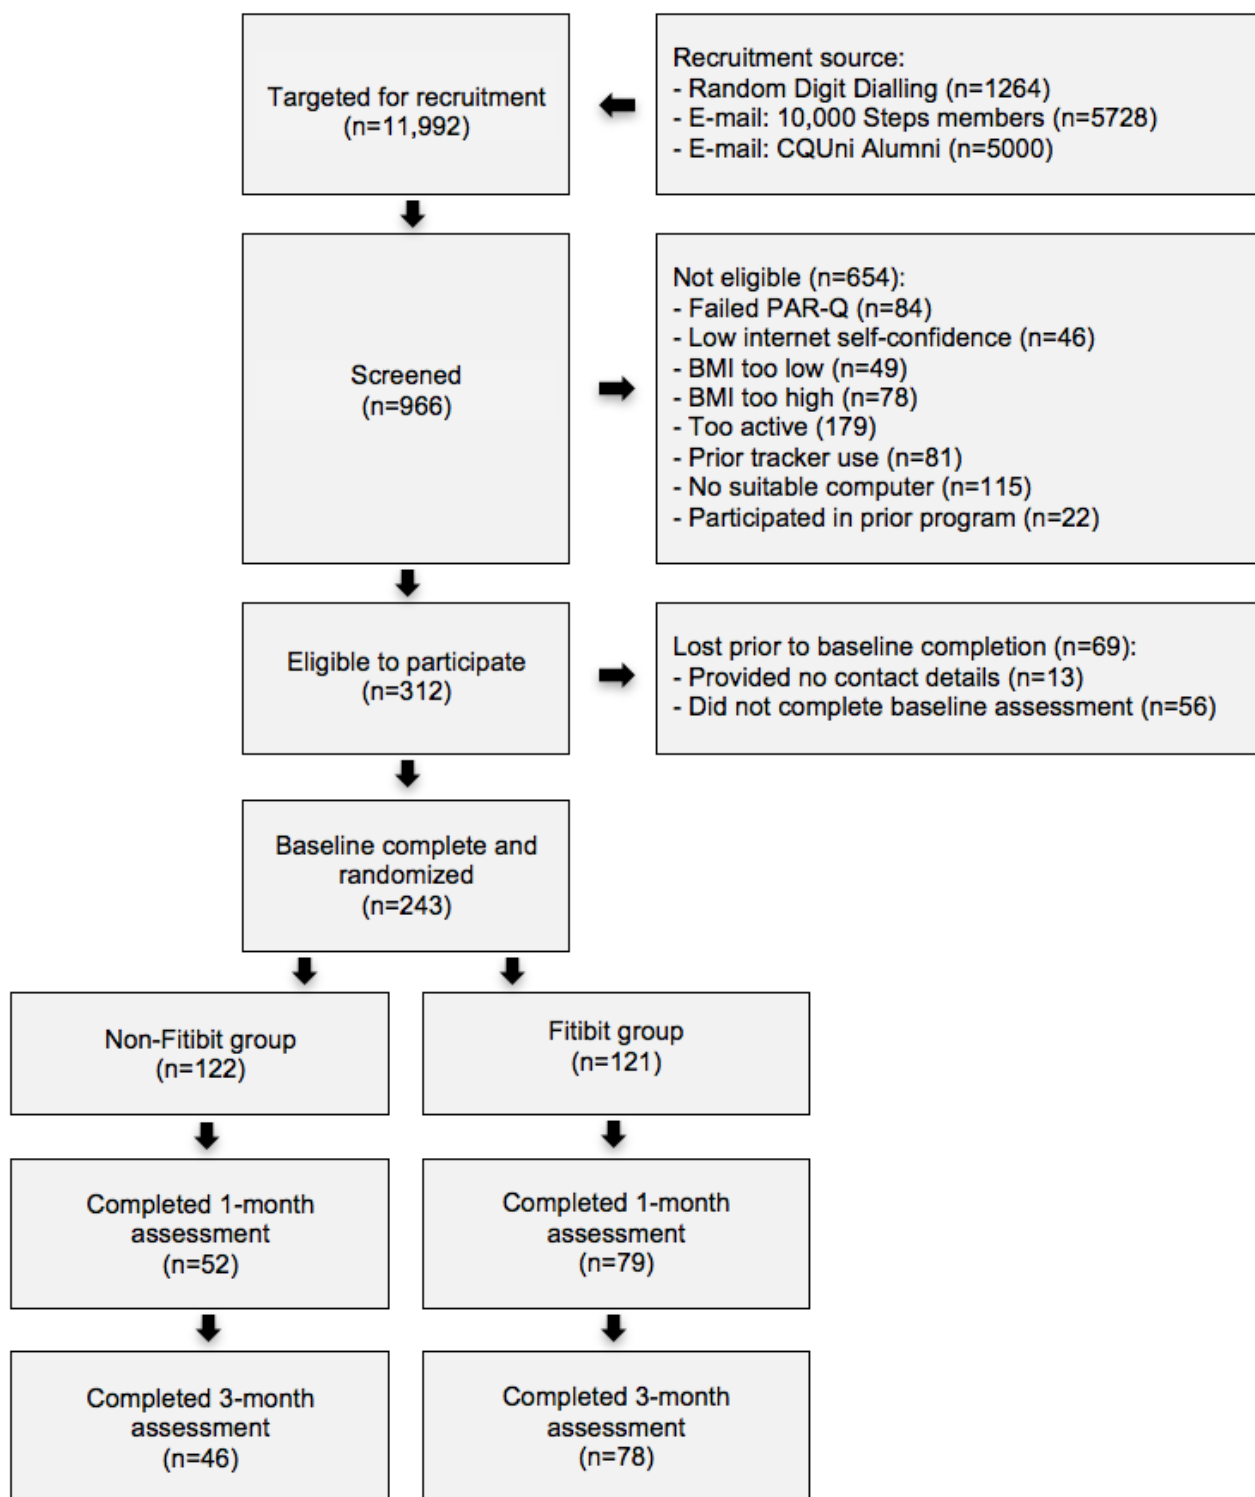 Targeted for recruitment
(n=11,992)
Recruitment source:
- Random Digit Dialling (n=1264)
- E-mail: 10,000 Steps members (n=5728)
- E-mail: CQUni Alumni (n=5000)
Screened
(n=966)
Not eligible (n=654):
- Failed PAR-Q (n=84)
- Low internet self-confidence (n=46)
- BMI too low (n=49)
- BMI too high (n=78)
- Too active (179)
- Prior tracker use (n=81)
- No suitable computer (n=115)
- Participated in prior program (n=22)
Eligible to participate
(n=312)
Lost prior to baseline completion (n=69):
- Provided no contact details (n=13)
- Did not complete baseline assessment (n=56)
Baseline complete and
randomized
(n=243)
Non-Fitibit group
(n=122)
Fitibit group
(n=121)
Completed 1-month
assessment
(n=52)
Completed 1-month
assessment
(n=79)
Completed 3-month
assessment
(n=46)
Completed 3-month
assessment
(n=78)